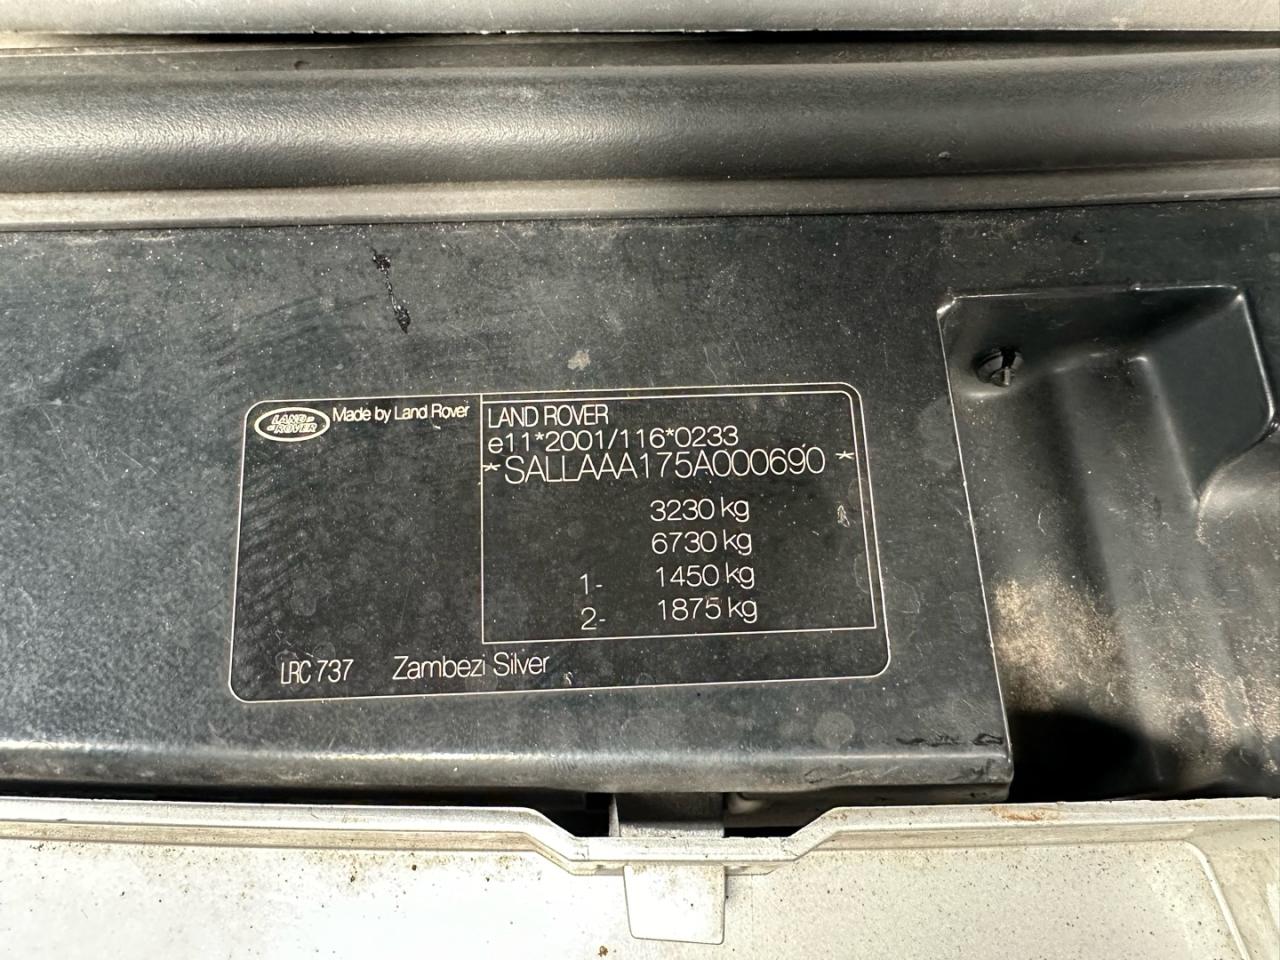 LAND-
-ROVER
Made by Land Rover
LAND ROVER
e11*2001/116*0233
*SALLAAA175A000690*
3230 kg
6730 kg
1- 1450 kg
2- 1875 kg
LRC 737 Zambezi Silver